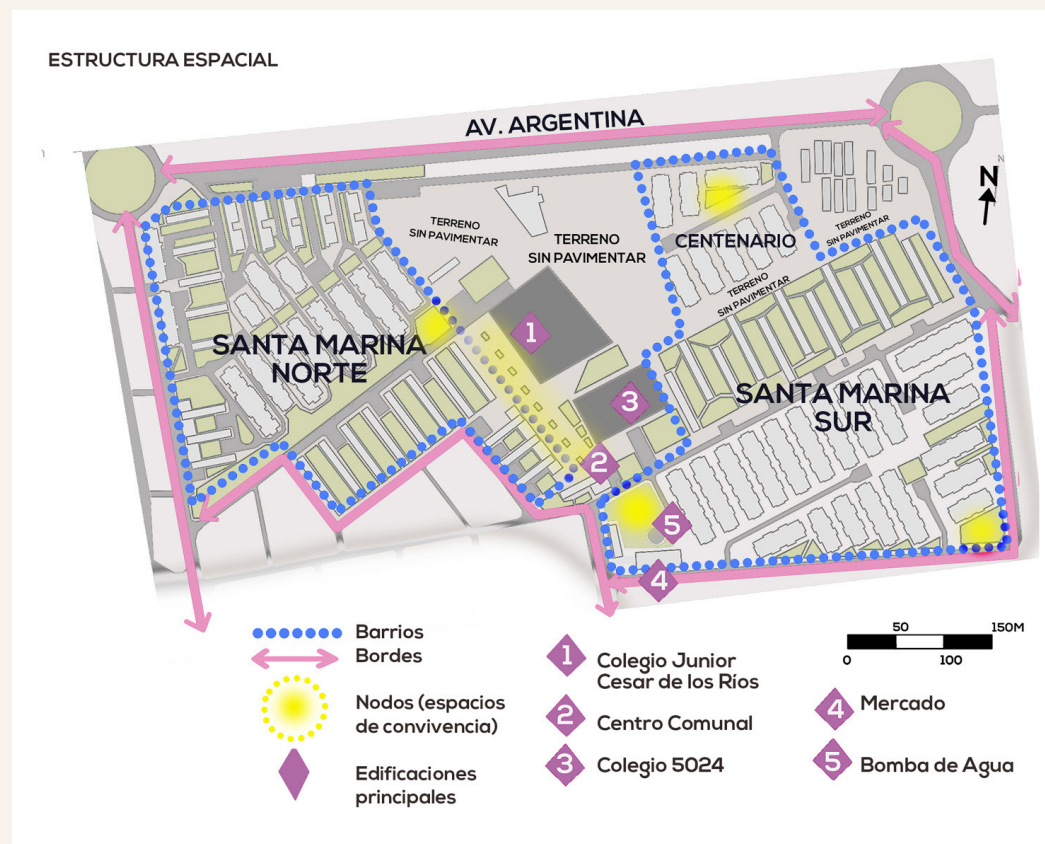 ESTRUCTURA ESPACIAL
AV. ARGENTINA
N
N
TERRENO
SIN PAVIMENTAR
TERRENO
SIN PAVIMENTAR
CENTENARIO
TERRENO
SIN PAVIMENTAR
TERRENO
SIN PAVIMENTAR
SANTA MARINA
NORTE
SANTA MARINA
SUR
1
3
2
5
4
Barrios
Bordes
Nodos (espacios
de convivencia)
Edificaciones
principales
1 Colegio Junior
Cesar de los Ríos
2 Centro Comunal
3 Colegio 5024
4 Mercado
5 Bomba de Agua
50 150M
0 100